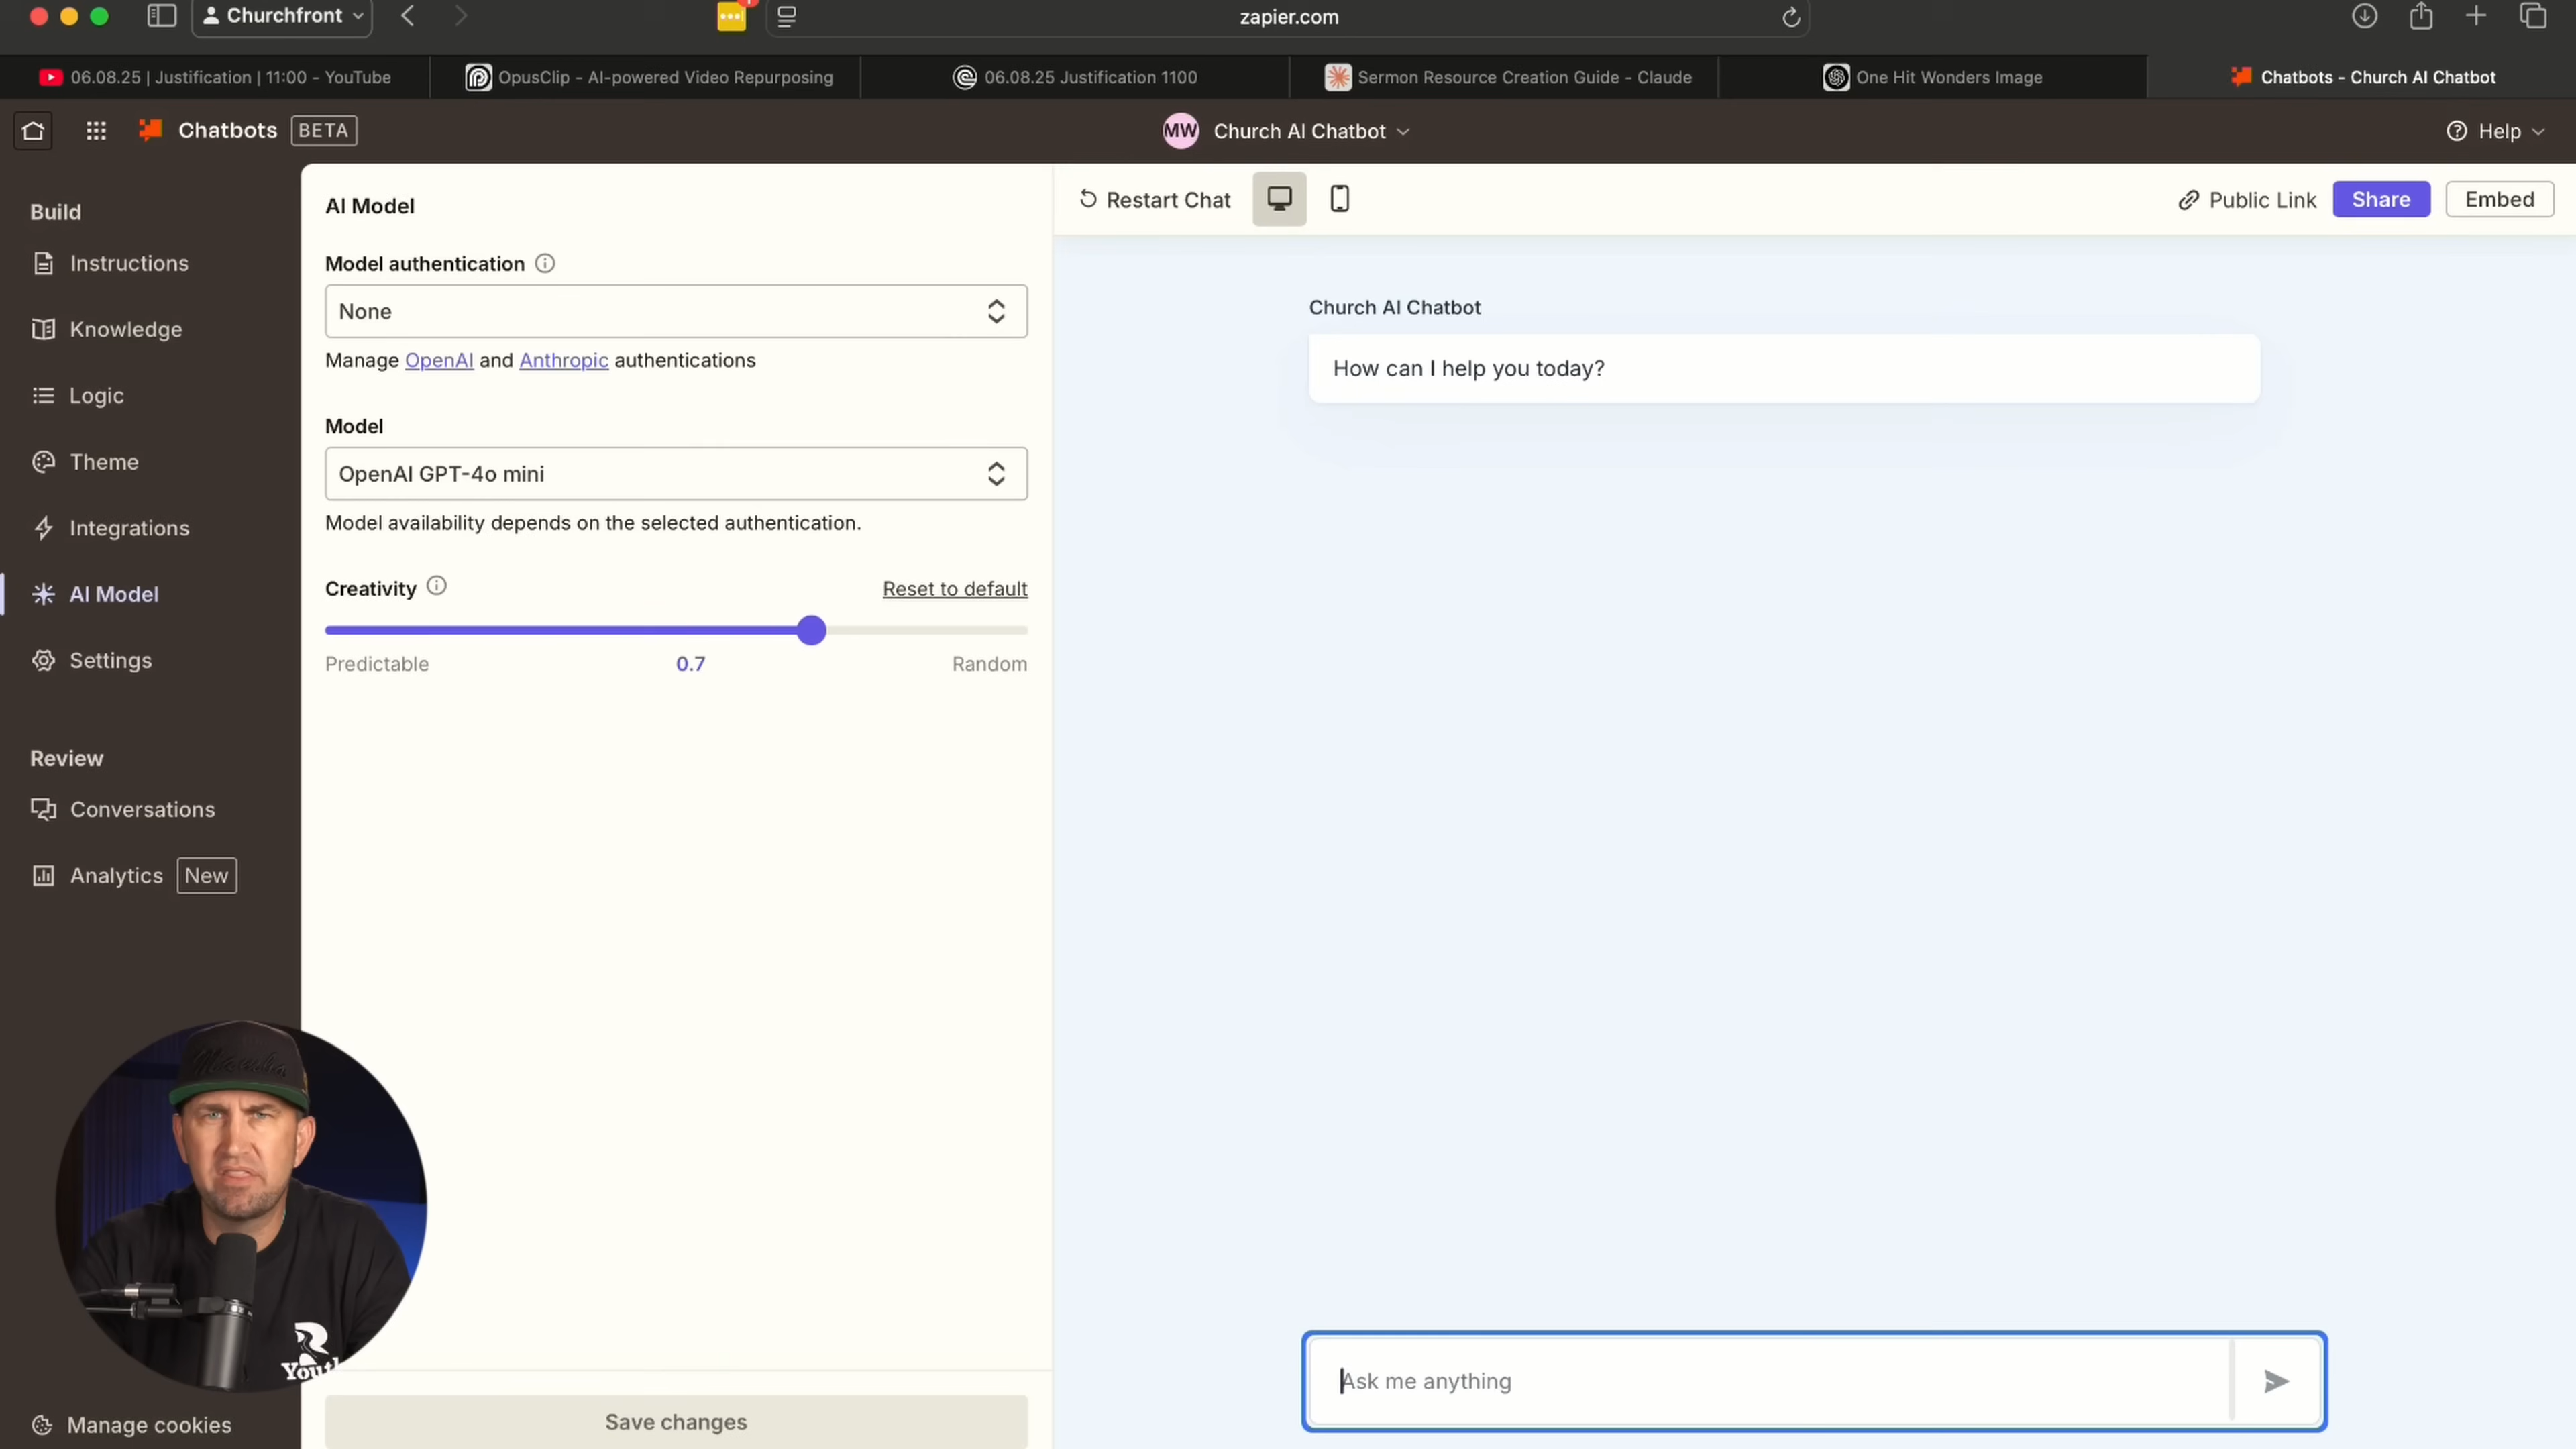 Churchfront
zapier.com
06.08.25 | Justification | 11:00 - YouTube
OpusClip - AI-powered Video Repurposing
06.08.25 Justification 1100
Sermon Resource Creation Guide - Claude
One Hit Wonders Image
Chatbots - Church AI Chatbot
Chatbots BETA
MW Church AI Chatbot
Help
Build
Instructions
Knowledge
Logic
Theme
Integrations
AI Model
Settings
Review
Conversations
Analytics New
Manage cookies
AI Model
Model authentication
None
Manage OpenAI and Anthropic authentications
Model
OpenAI GPT-4o mini
Model availability depends on the selected authentication.
Creativity Reset to default
Predictable 0.7 Random
Save changes
Restart Chat
Public Link Share Embed
Church AI Chatbot
How can I help you today?
Ask me anything